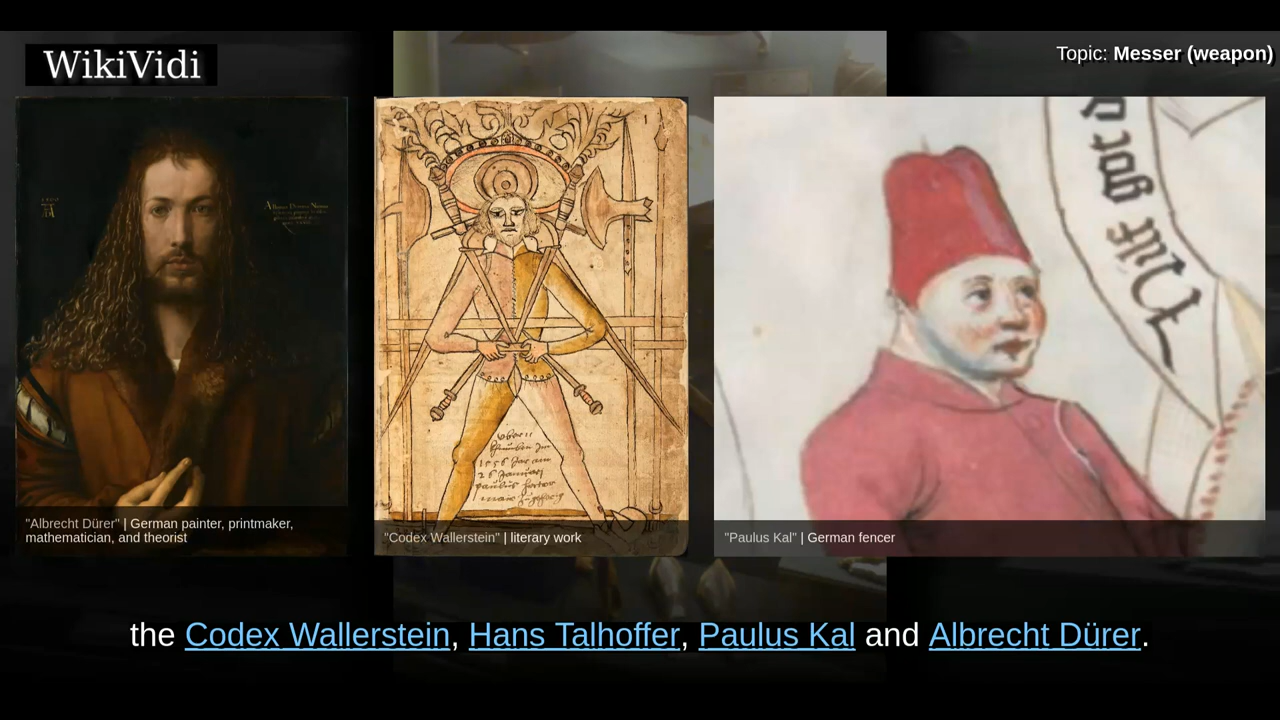 WikiVidi
Topic: Messer (weapon)
"Albrecht Dürer" | German painter, printmaker,
mathematician, and theorist
"Codex Wallerstein" | literary work
"Paulus Kal" | German fencer
the Codex Wallerstein, Hans Talhoffer, Paulus Kal and Albrecht Dürer.